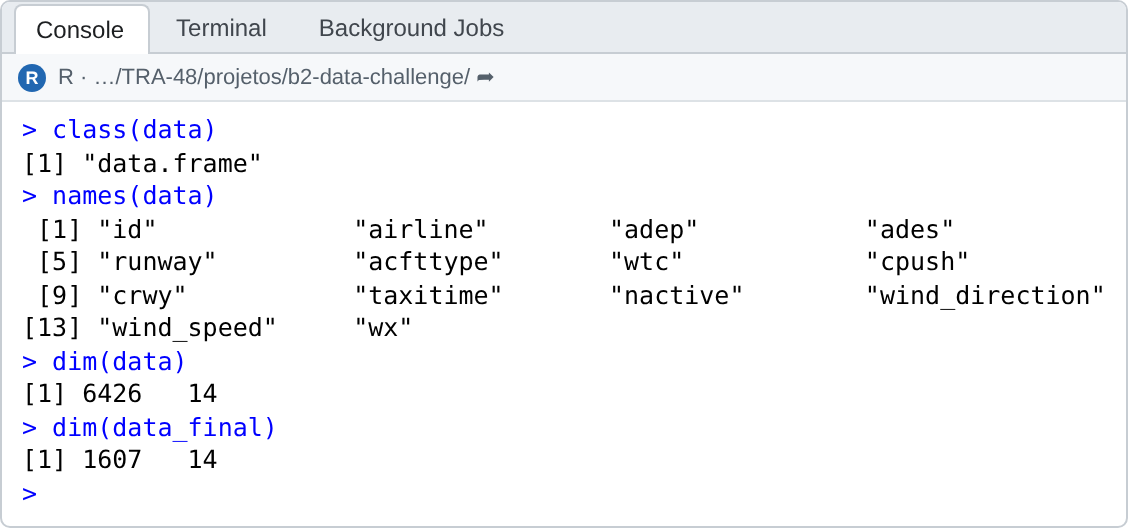 Console Terminal Background Jobs
R R · …/TRA-48/projetos/b2-data-challenge/ ➦
> class(data)
[1] "data.frame"
> names(data)
 [1] "id"             "airline"        "adep"           "ades"
 [5] "runway"         "acfttype"       "wtc"            "cpush"
 [9] "crwy"           "taxitime"       "nactive"        "wind_direction"
[13] "wind_speed"     "wx"
> dim(data)
[1] 6426   14
> dim(data_final)
[1] 1607   14
>